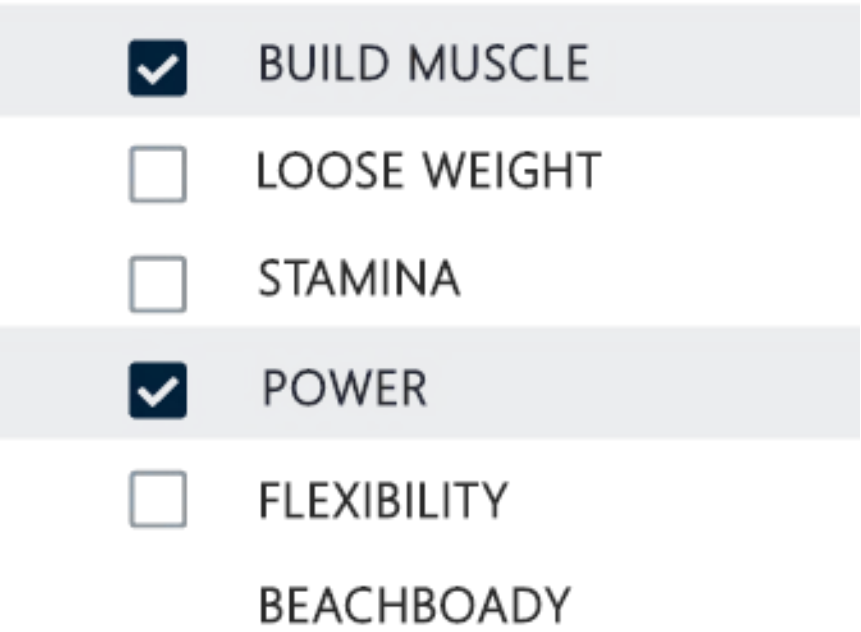 BUILD MUSCLE
LOOSE WEIGHT
STAMINA
POWER
FLEXIBILITY
BEACHBOADY